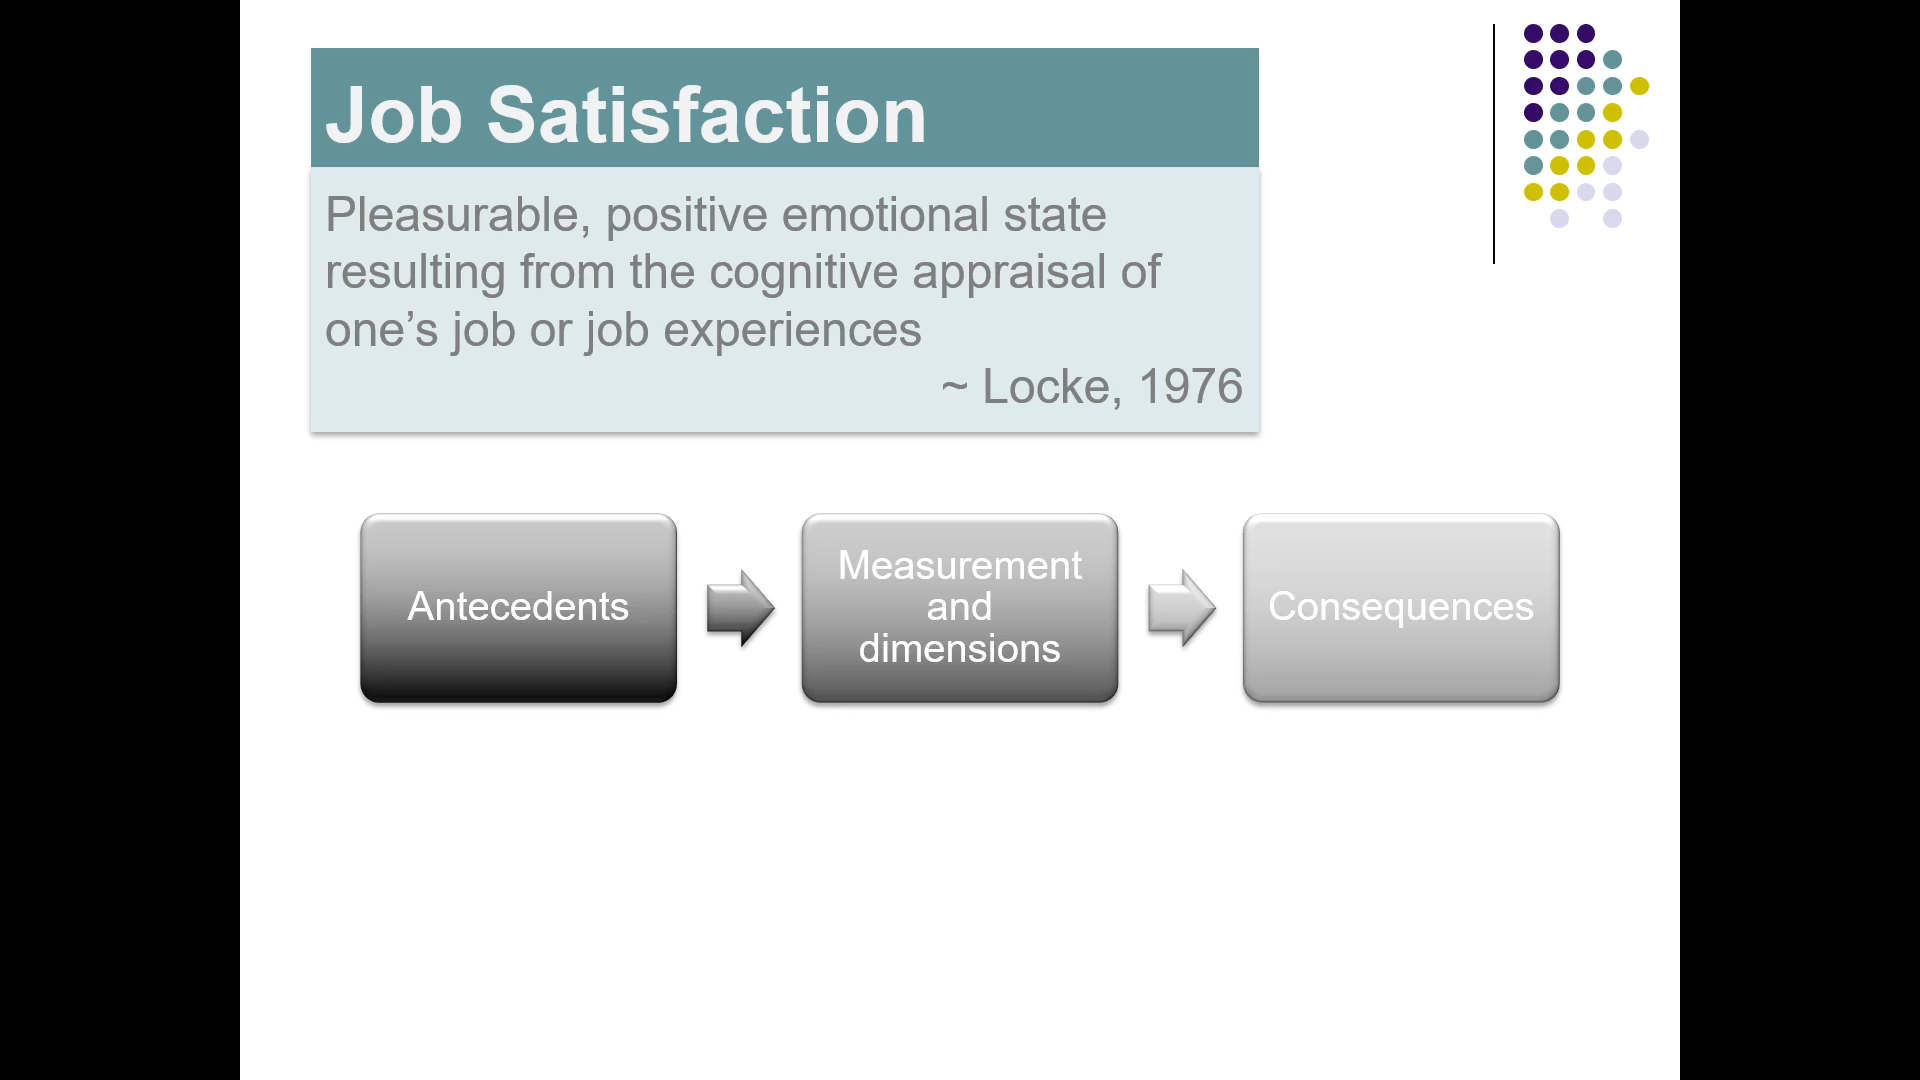 Job Satisfaction
Pleasurable, positive emotional state
resulting from the cognitive appraisal of
one’s job or job experiences
~ Locke, 1976
Antecedents
Measurement
and
dimensions
Consequences